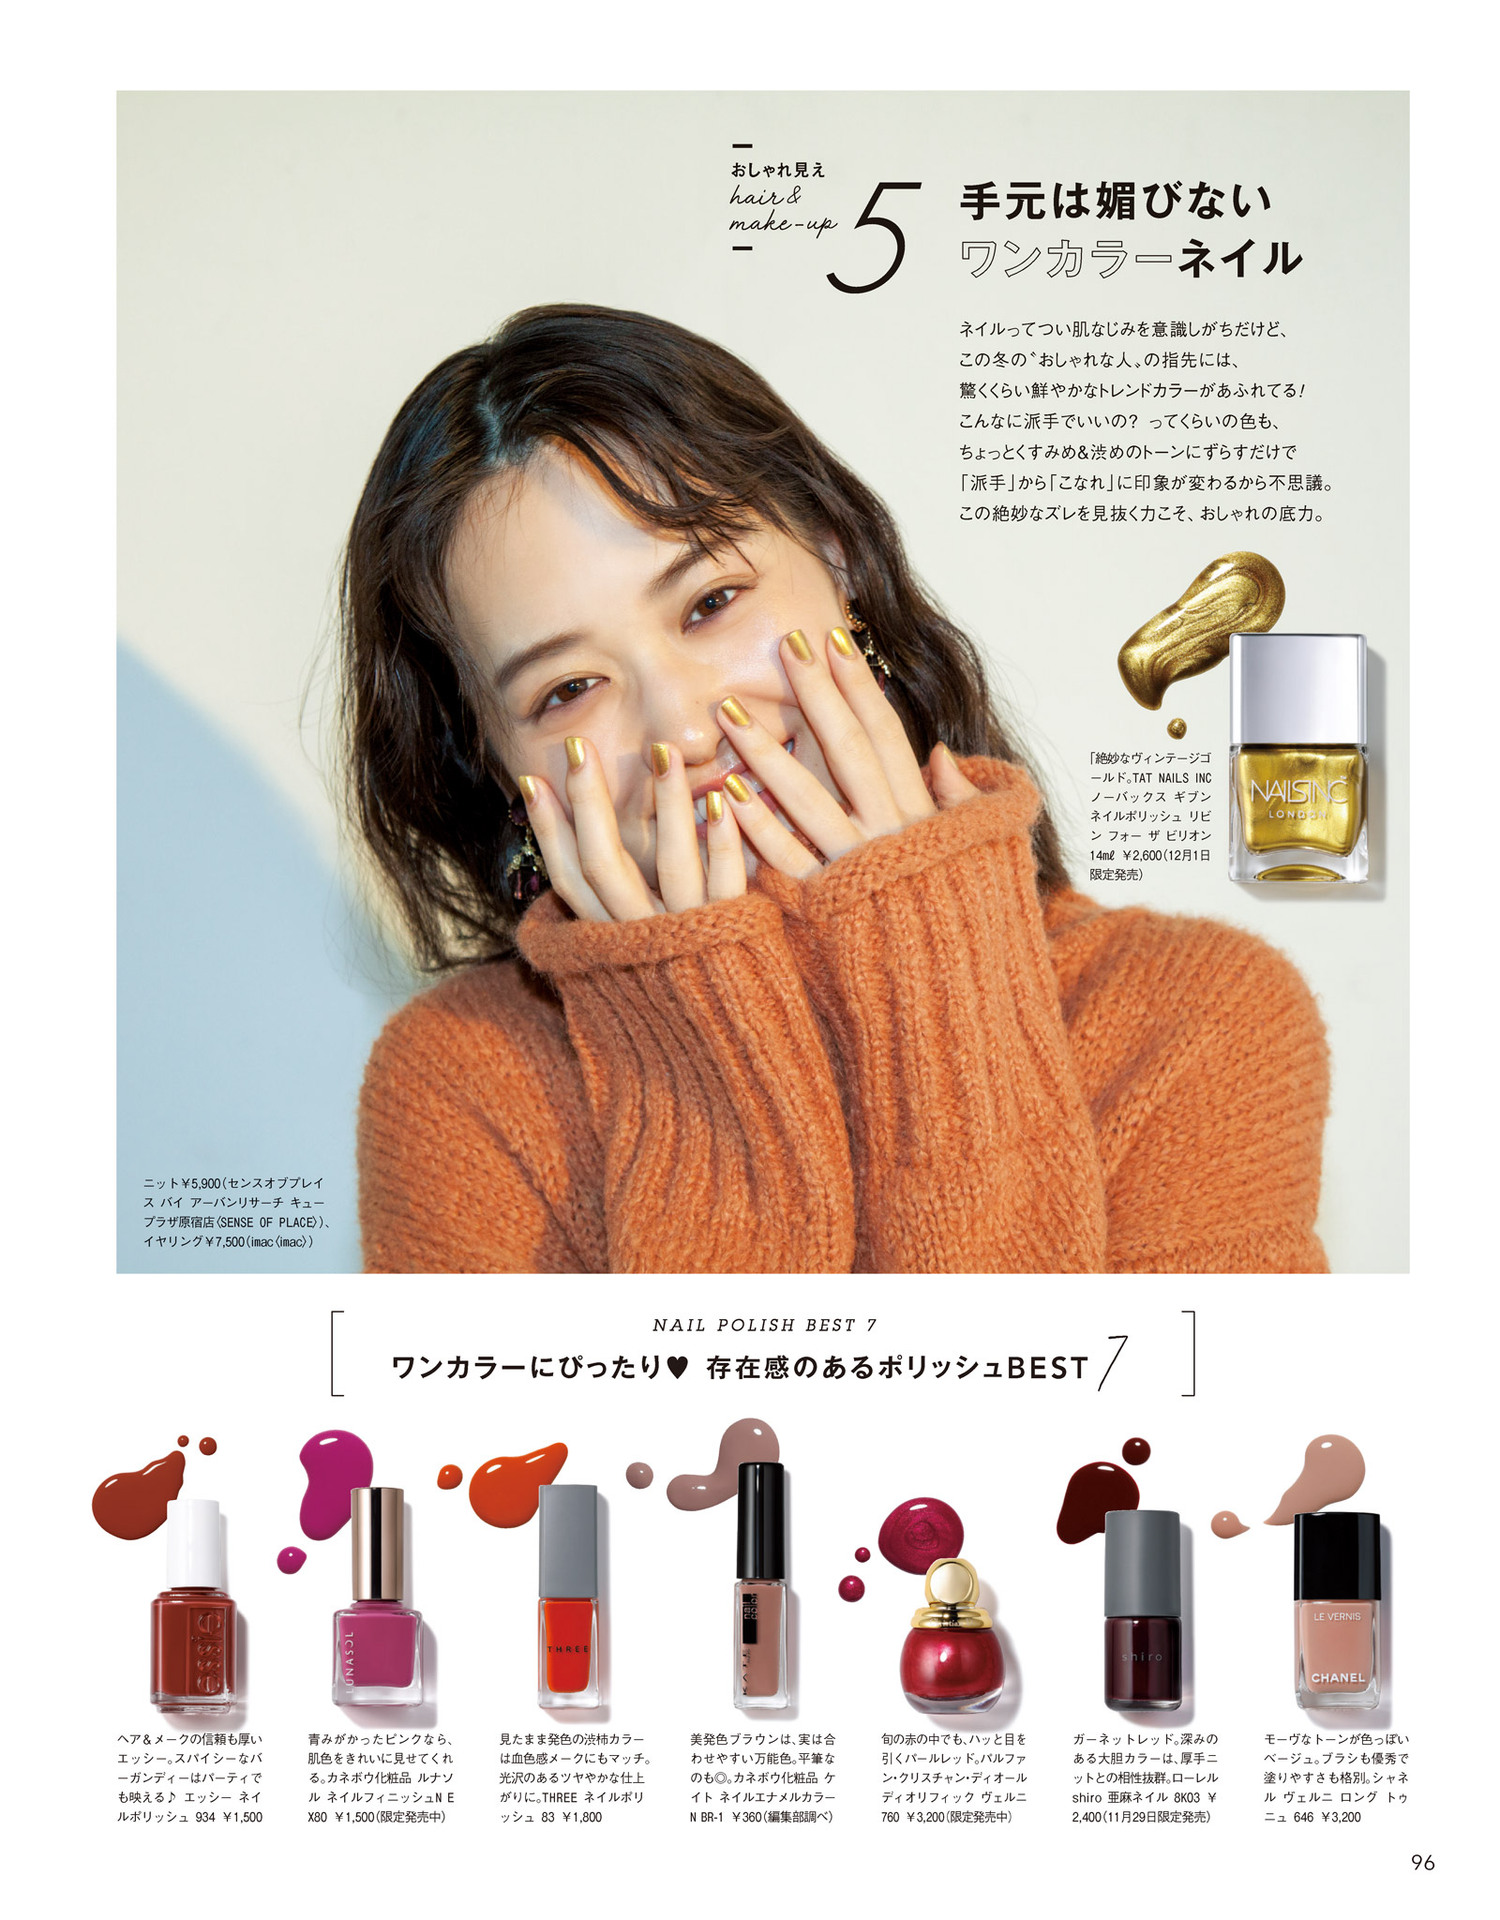 おしゃれ見え
hair &
make-up
5
手元は媚びない
ワンカラーネイル
ネイルってつい肌なじみを意識しがちだけど、
この冬の〝おしゃれな人〟の指先には、
驚くくらい鮮やかなトレンドカラーがあふれてる!
こんなに派手でいいの? ってくらいの色も、
ちょっとくすみめ&渋めのトーンにずらすだけで
「派手」から「こなれ」に印象が変わるから不思議。
この絶妙なズレを見抜く力こそ、おしゃれの底力。
NAILSINC
LONDON
「絶妙なヴィンテージゴ
ールド。TAT NAILS INC
ノーバックス ギブン
ネイルポリッシュ リビ
ン フォー ザ ビリオン
14mℓ ¥2,600(12月1日
限定発売)
ニット¥5,900(センスオブプレイ
ス バイ アーバンリサーチ キュー
プラザ原宿店〈SENSE OF PLACE〉)、
イヤリング¥7,500(imac〈imac〉)
NAIL POLISH BEST 7
ワンカラーにぴったり♥ 存在感のあるポリッシュBEST 7
essie
LUNASOL
THREE
KATE
shiro
LE VERNIS
CHANEL
ヘア&メークの信頼も厚い
エッシー。スパイシーなバ
ーガンディーはパーティで
も映える♪ エッシー ネイ
ルポリッシュ 934 ¥1,500
青みがかったピンクなら、
肌色をきれいに見せてくれ
る。カネボウ化粧品 ルナソ
ル ネイルフィニッシュN E
X80 ¥1,500(限定発売中)
見たまま発色の渋柿カラー
は血色感メークにもマッチ。
光沢のあるツヤやかな仕上
がりに。THREE ネイルポリ
ッシュ 83 ¥1,800
美発色ブラウンは、実は合
わせやすい万能色。平筆な
のも◎。カネボウ化粧品 ケ
イト ネイルエナメルカラー
N BR-1 ¥360(編集部調べ)
旬の赤の中でも、ハッと目を
引くパールレッド。パルファ
ン・クリスチャン・ディオール
ディオリフィック ヴェルニ
760 ¥3,200(限定発売中)
ガーネットレッド。深みの
ある大胆カラーは、厚手ニ
ットとの相性抜群。ローレル
shiro 亜麻ネイル 8K03 ¥
2,400(11月29日限定発売)
モーヴなトーンが色っぽい
ベージュ。ブラシも優秀で
塗りやすさも格別。シャネ
ル ヴェルニ ロング トゥ
ニュ 646 ¥3,200
96